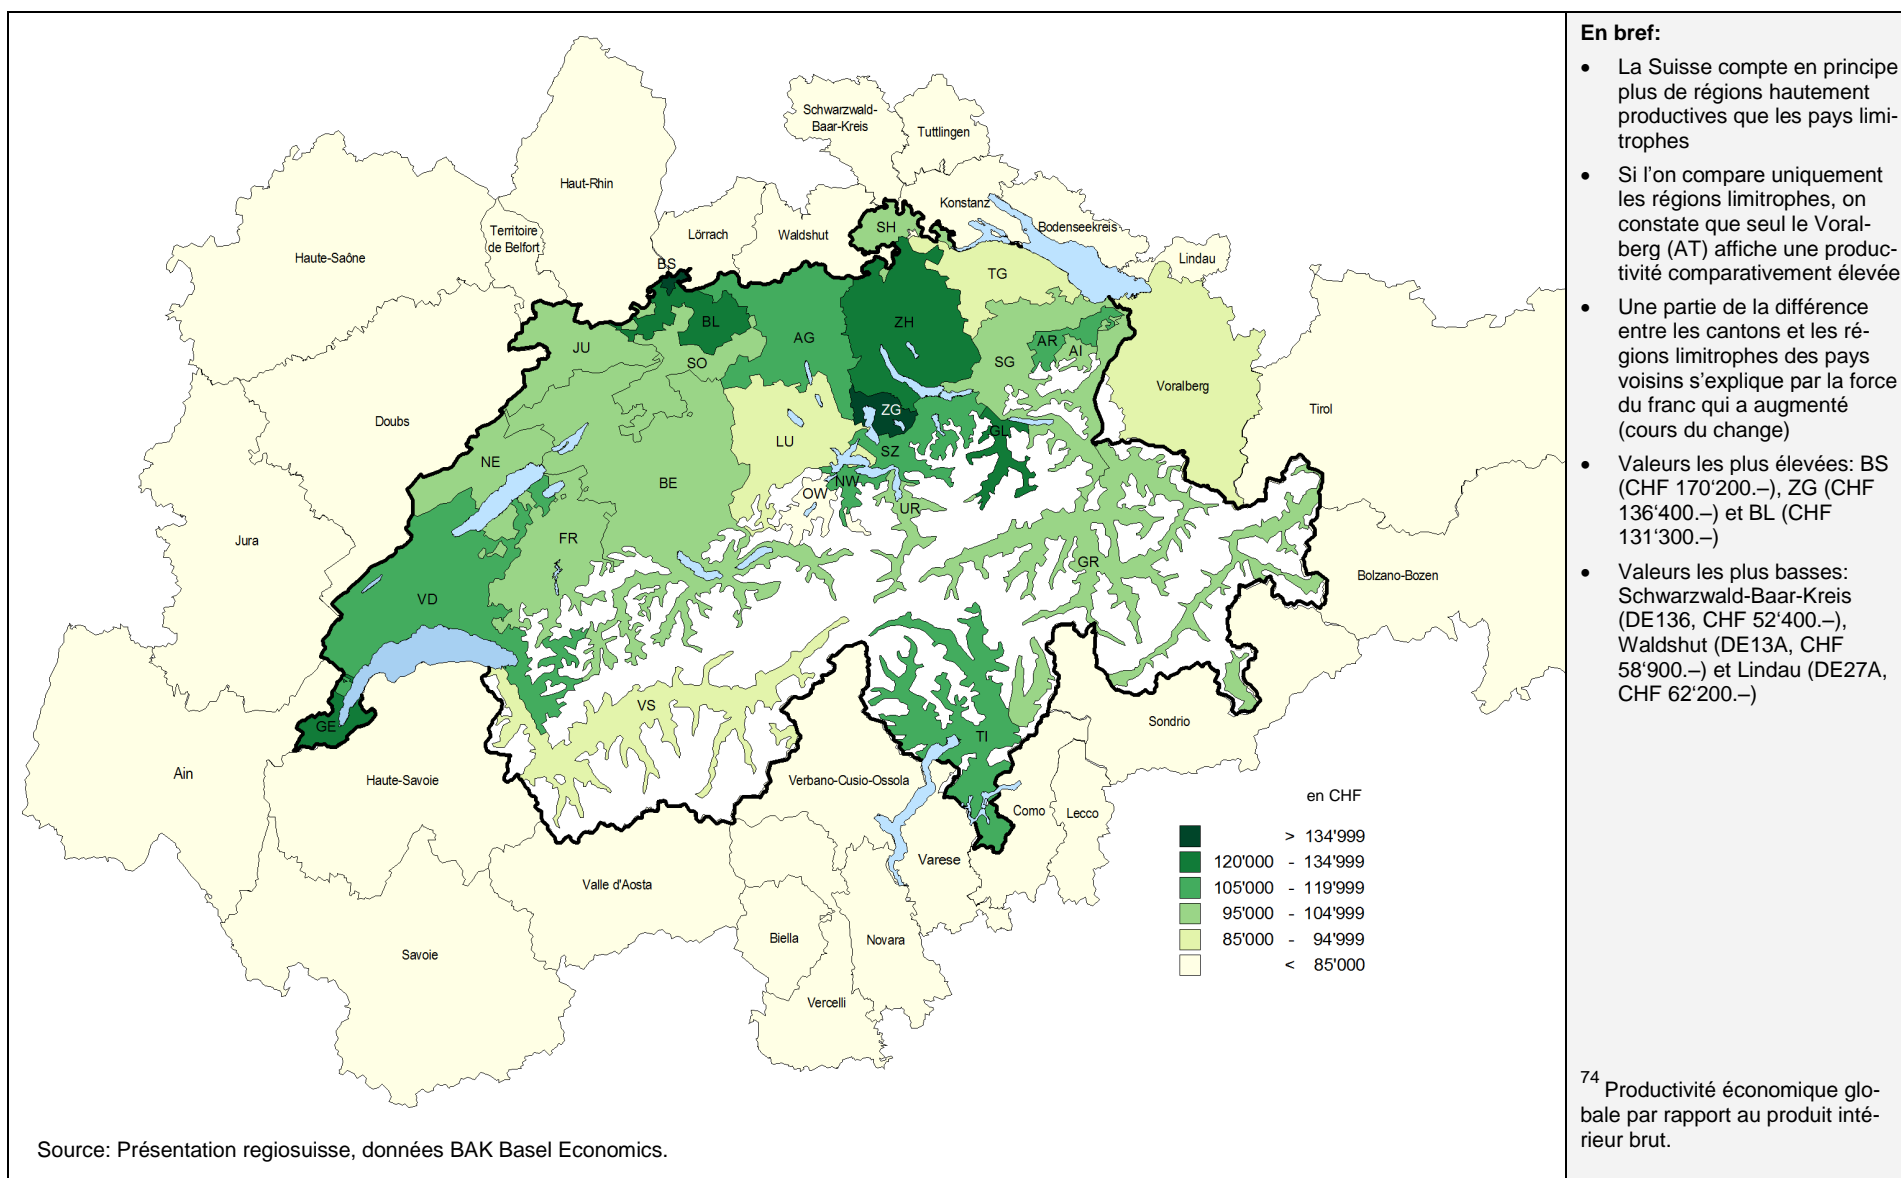 Schwarzwald-
Baar-Kreis
Tuttlingen
Haut-Rhin
Konstanz
Territoire
de Belfort
Lörrach
Waldshut
SH
Bodenseekreis
Haute-Saône
Lindau
BS
TG
BL
AG
ZH
JU
SO
SG
AR
AI
Voralberg
Tirol
Doubs
ZG
LU
SZ
GL
NE
BE
OW
NW
UR
Jura
FR
GR
Bolzano-Bozen
VD
VS
Sondrio
GE
TI
Ain
Haute-Savoie
Verbano-Cusio-Ossola
Como
Lecco
Varese
Valle d'Aosta
Biella
Novara
Savoie
Vercelli
en CHF
> 134'999
120'000 - 134'999
105'000 - 119'999
95'000 - 104'999
85'000 - 94'999
< 85'000
Source: Présentation regiosuisse, données BAK Basel Economics.
En bref:
• La Suisse compte en principe
plus de régions hautement
productives que les pays limi-
trophes
• Si l’on compare uniquement
les régions limitrophes, on
constate que seul le Voral-
berg (AT) affiche une produc-
tivité comparativement élevée
• Une partie de la différence
entre les cantons et les ré-
gions limitrophes des pays
voisins s’explique par la force
du franc qui a augmenté
(cours du change)
• Valeurs les plus élevées: BS
(CHF 170‘200.–), ZG (CHF
136‘400.–) et BL (CHF
131‘300.–)
• Valeurs les plus basses:
Schwarzwald-Baar-Kreis
(DE136, CHF 52‘400.–),
Waldshut (DE13A, CHF
58‘900.–) et Lindau (DE27A,
CHF 62‘200.–)
74 Productivité économique glo-
bale par rapport au produit inté-
rieur brut.